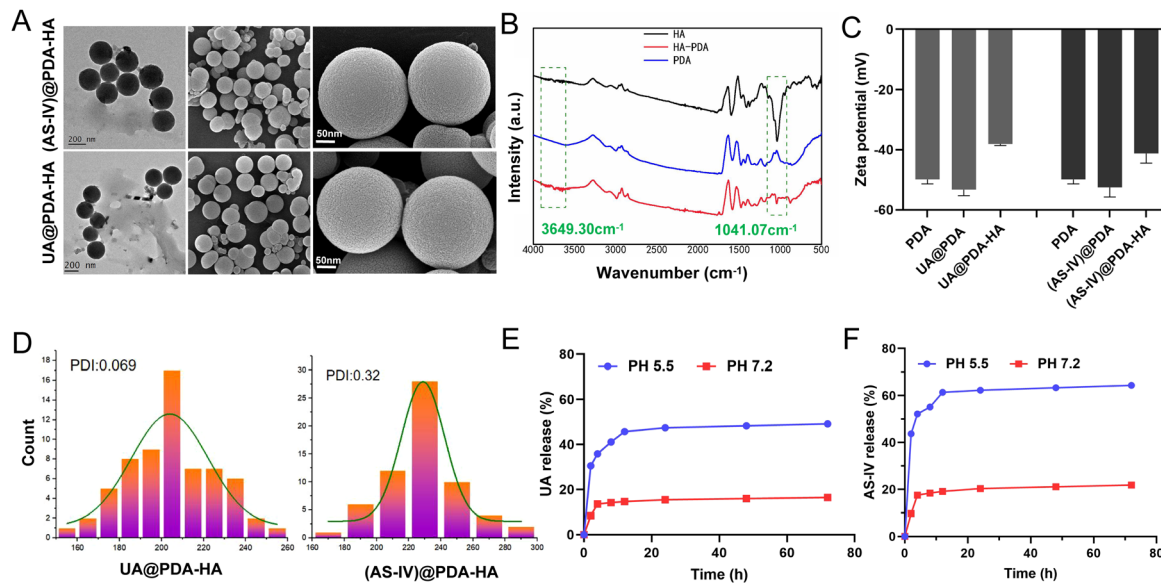 A
(AS-IV)@PDA-HA
UA@PDA-HA
200 nm
50nm
200 nm
50nm
B
HA
HA-PDA
PDA
Intensity (a.u.)
3649.30cm-1
1041.07cm-1
4000 3500 3000 2500 2000 1500 1000 500
Wavenumber (cm-1)
C
Zeta potential (mV)
0
-20
-40
-60
PDA
UA@PDA
UA@PDA-HA
PDA
(AS-IV)@PDA
(AS-IV)@PDA-HA
D
Count
PDI:0.069
18
16
14
12
10
8
6
4
2
0
160 180 200 220 240 260
UA@PDA-HA
PDI:0.32
30
25
20
15
10
5
0
160 180 200 220 240 260 280 300
(AS-IV)@PDA-HA
E
PH 5.5 PH 7.2
UA release (%)
80
60
40
20
0
0 20 40 60 80
Time (h)
F
PH 5.5 PH 7.2
AS-IV release (%)
80
60
40
20
0
0 20 40 60 80
Time (h)